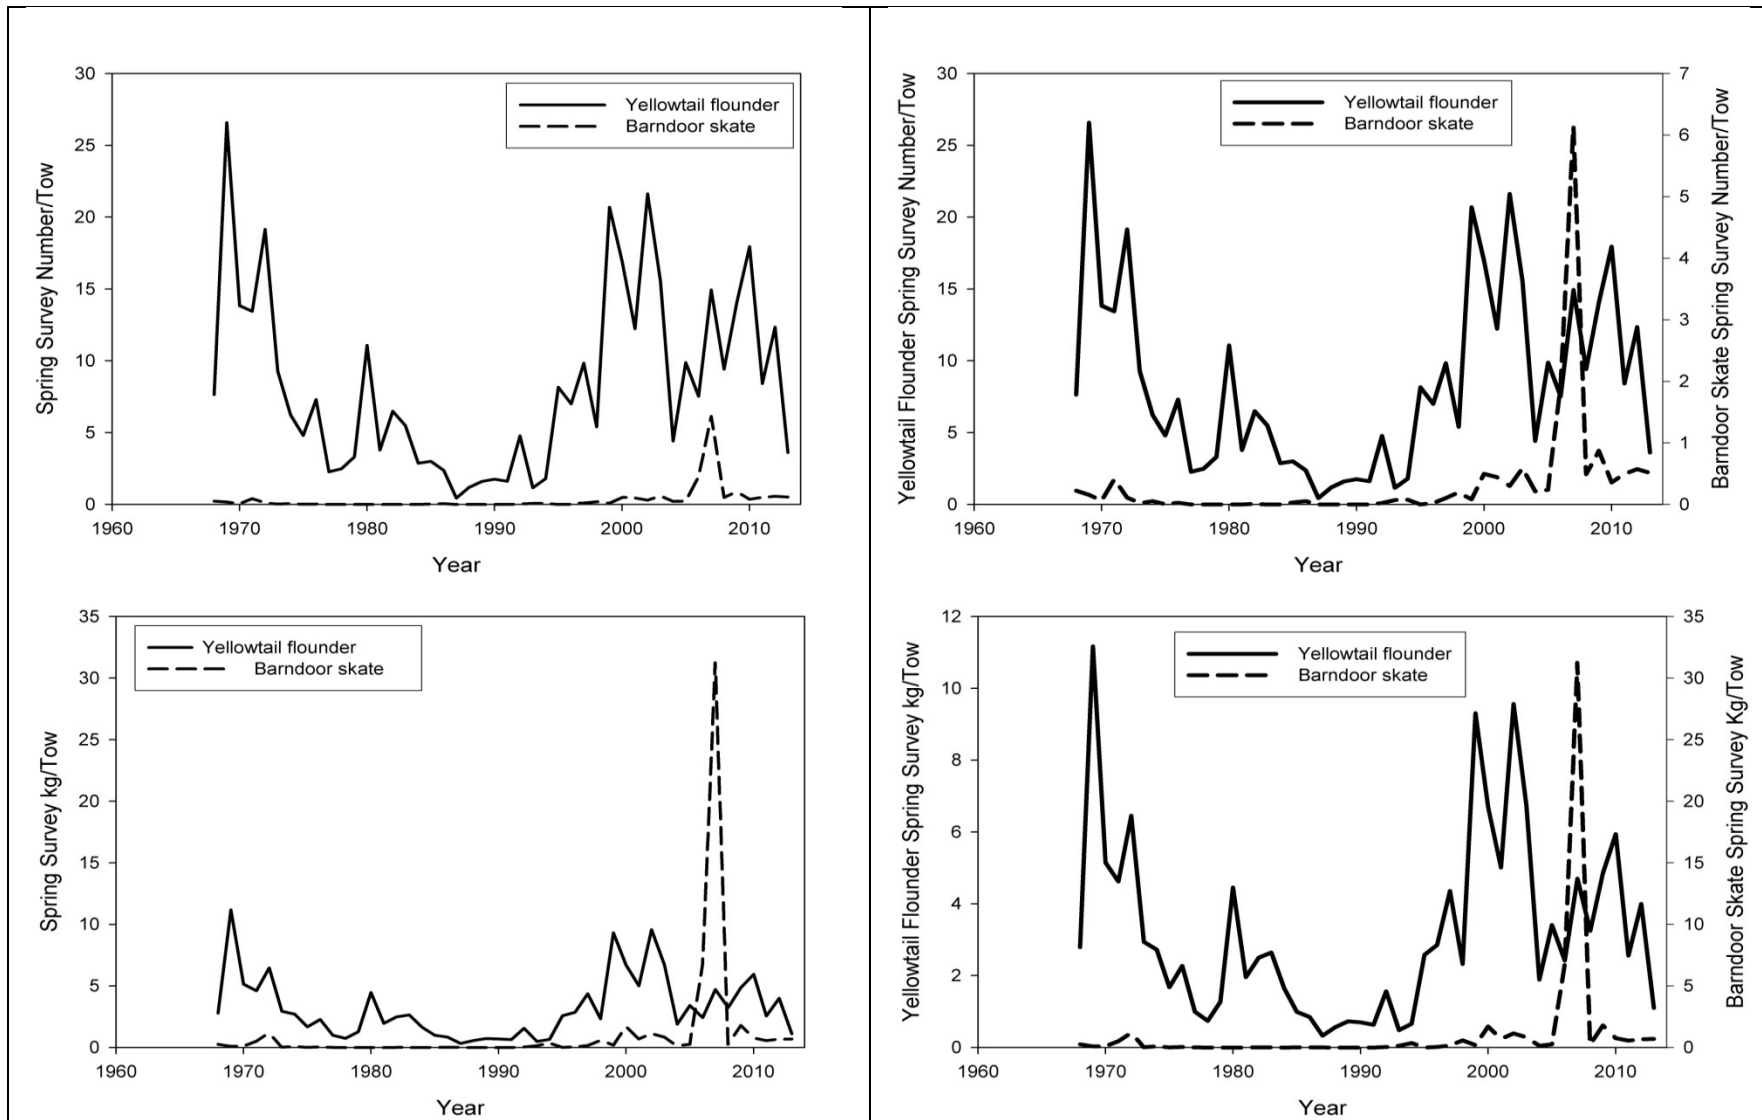 30
25
20
15
10
5
0
Spring Survey Number/Tow
Yellowtail flounder
Barndoor skate
1960 1970 1980 1990 2000 2010
Year
30
25
20
15
10
5
0
Yellowtail Flounder Spring Survey Number/Tow
Yellowtail flounder
Barndoor skate
7
6
5
4
3
2
1
0
Barndoor Skate Spring Survey Number/Tow
1960 1970 1980 1990 2000 2010
Year
35
30
25
20
15
10
5
0
Spring Survey kg/Tow
Yellowtail flounder
Barndoor skate
1960 1970 1980 1990 2000 2010
Year
12
10
8
6
4
2
0
Yellowtail Flounder Spring Survey kg/Tow
Yellowtail flounder
Barndoor skate
35
30
25
20
15
10
5
0
Barndoor Skate Spring Survey Kg/Tow
1960 1970 1980 1990 2000 2010
Year